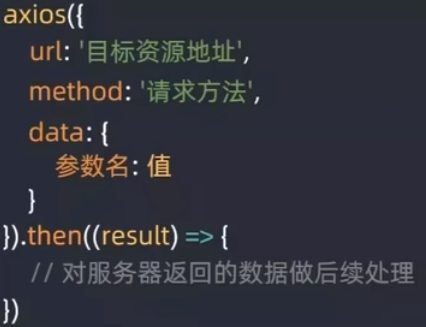 axios({
url: '目标资源地址',
method: '请求方法',
data: {
参数名: 值
}
}).then((result) => {
// 对服务器返回的数据做后续处理
})